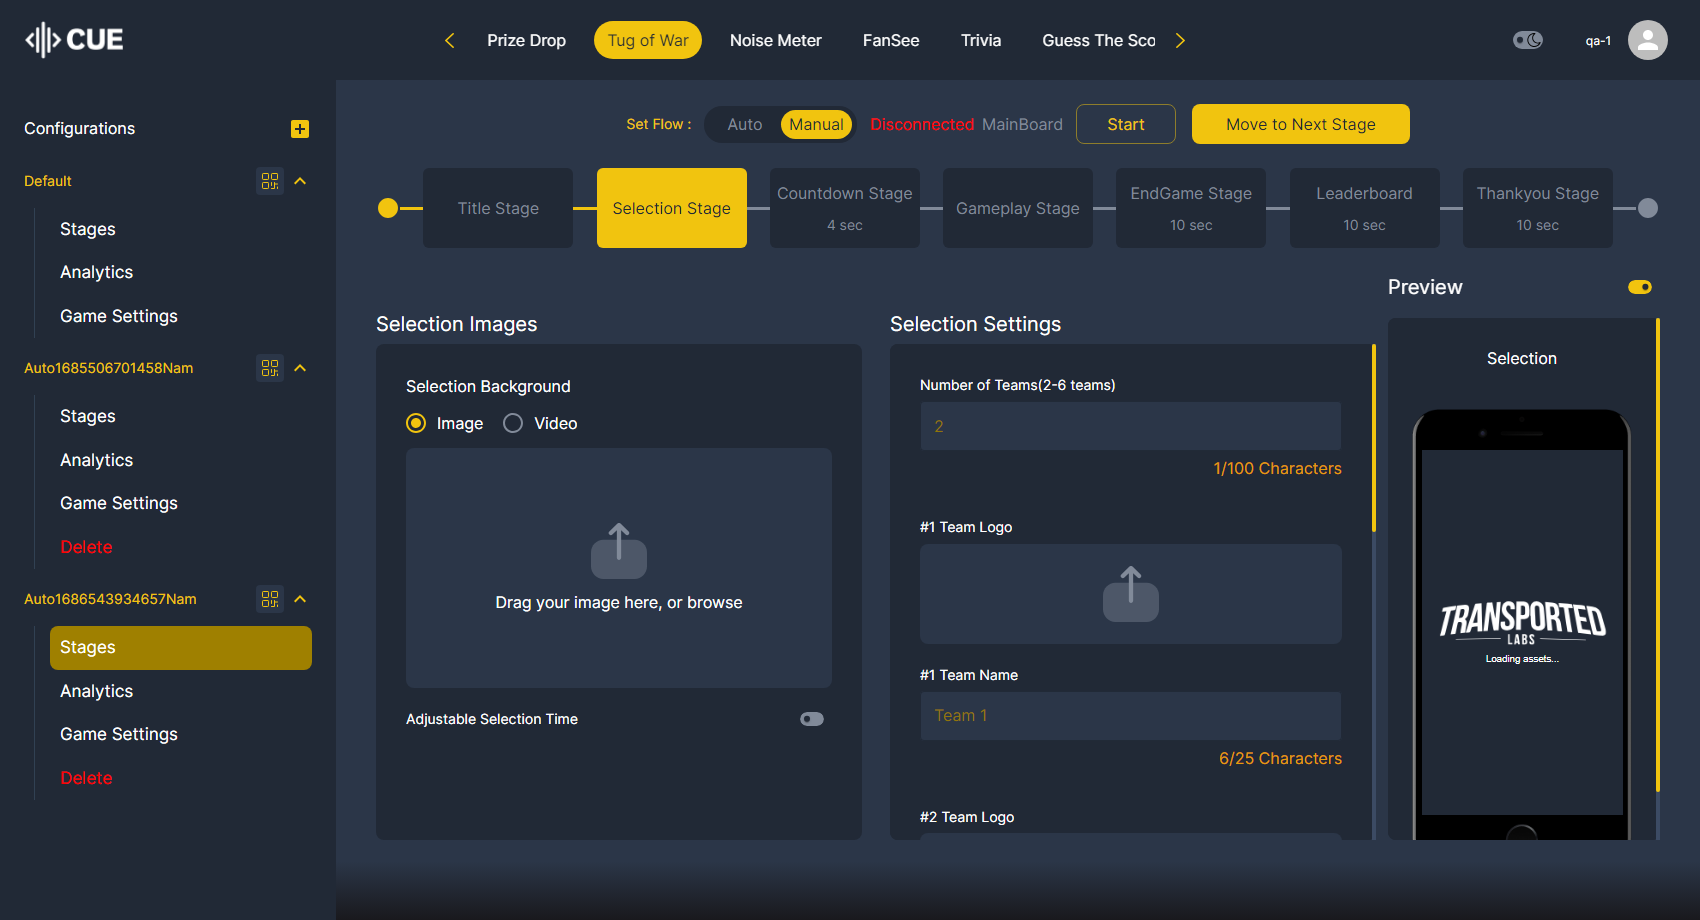 CUE
Prize Drop
Tug of War
Noise Meter
FanSee
Trivia
Guess The Sco
qa-1
Configurations
Default
Stages
Analytics
Game Settings
Auto1685506701458Nam
Stages
Analytics
Game Settings
Delete
Auto1686543934657Nam
Stages
Analytics
Game Settings
Delete
Set Flow :
Auto
Manual
Disconnected MainBoard
Start
Move to Next Stage
Title Stage
Selection Stage
Countdown Stage
4 sec
Gameplay Stage
EndGame Stage
10 sec
Leaderboard
10 sec
Thankyou Stage
10 sec
Selection Images
Selection Background
Image
Video
Drag your image here, or browse
Adjustable Selection Time
Selection Settings
Number of Teams(2-6 teams)
2
1/100 Characters
#1 Team Logo
#1 Team Name
Team 1
6/25 Characters
#2 Team Logo
Preview
Selection
TRANSPORTED
LABS
Loading assets...